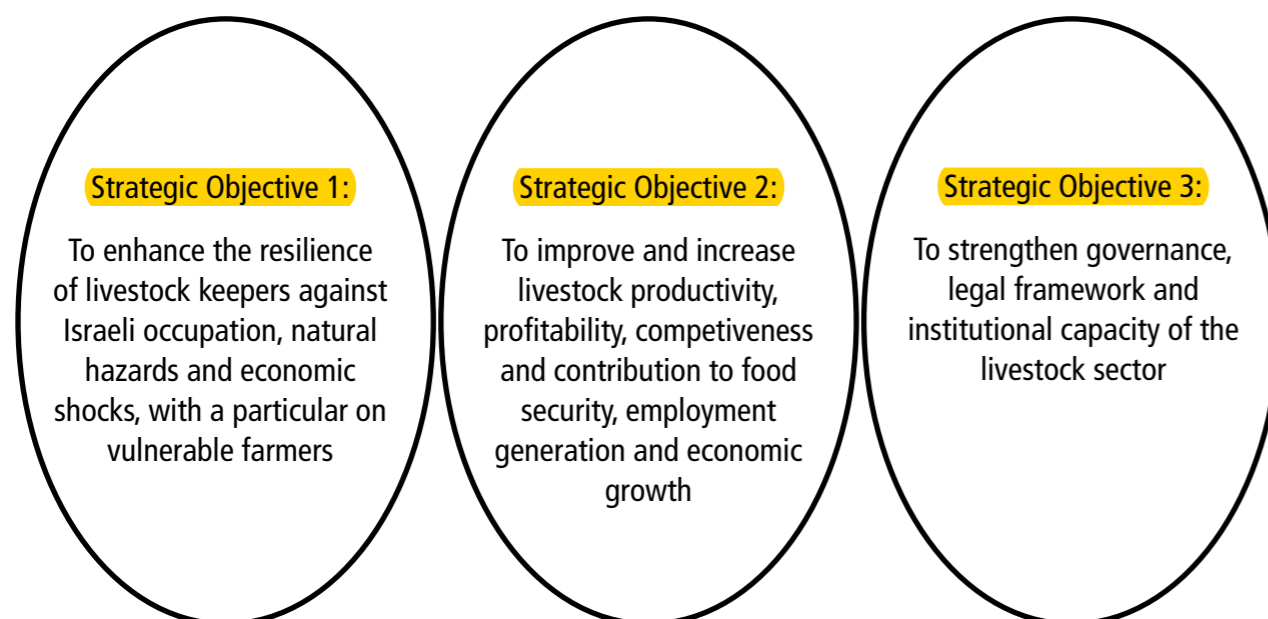 Strategic Objective 1:
To enhance the resilience
of livestock keepers against
Israeli occupation, natural
hazards and economic
shocks, with a particular on
vulnerable farmers
Strategic Objective 2:
To improve and increase
livestock productivity,
profitability, competiveness
and contribution to food
security, employment
generation and economic
growth
Strategic Objective 3:
To strengthen governance,
legal framework and
institutional capacity of the
livestock sector